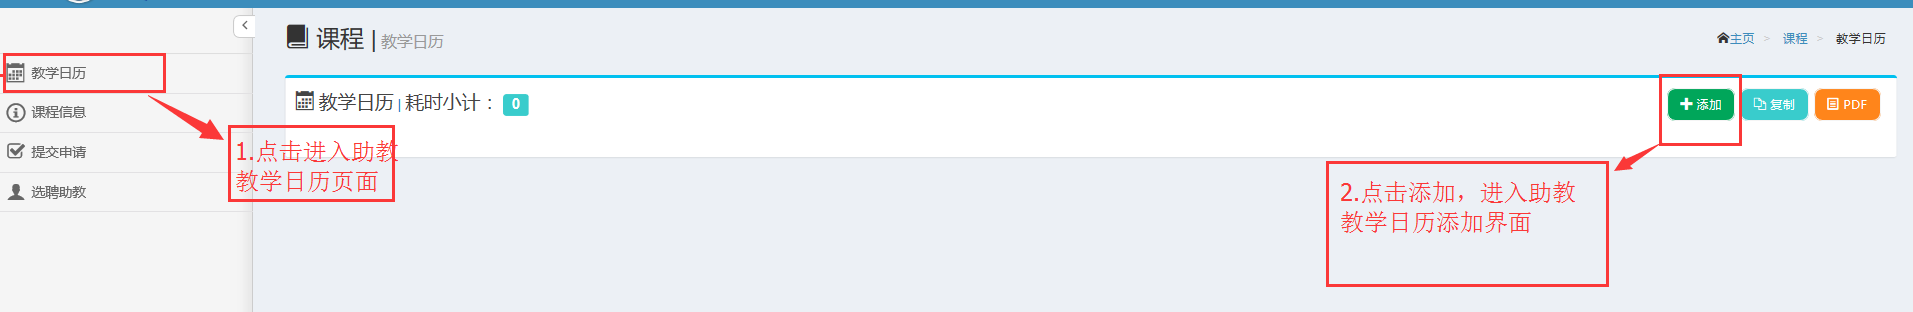 课程 | 教学日历
主页 > 课程 > 教学日历
教学日历
课程信息
提交申请
选聘助教
教学日历 | 耗时小计： 0
添加
复制
PDF
1.点击进入助教
教学日历页面
2.点击添加，进入助教
教学日历添加界面